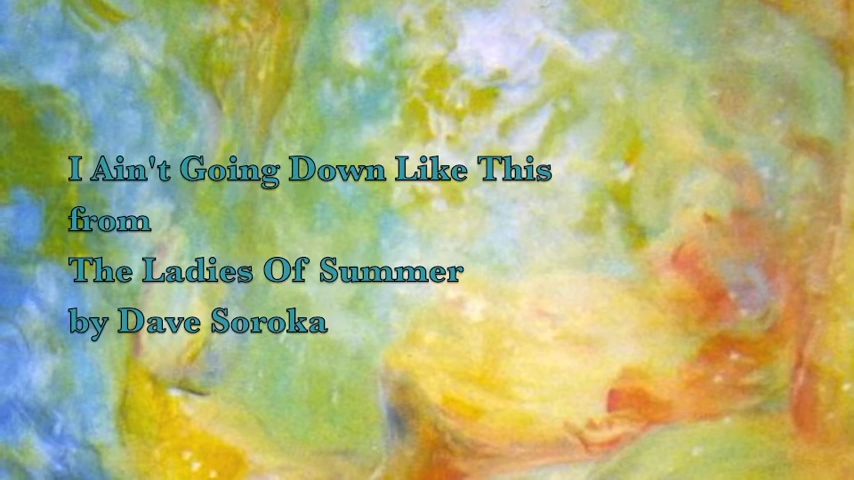 I Ain't Going Down Like This
from
The Ladies Of Summer
by Dave Soroka